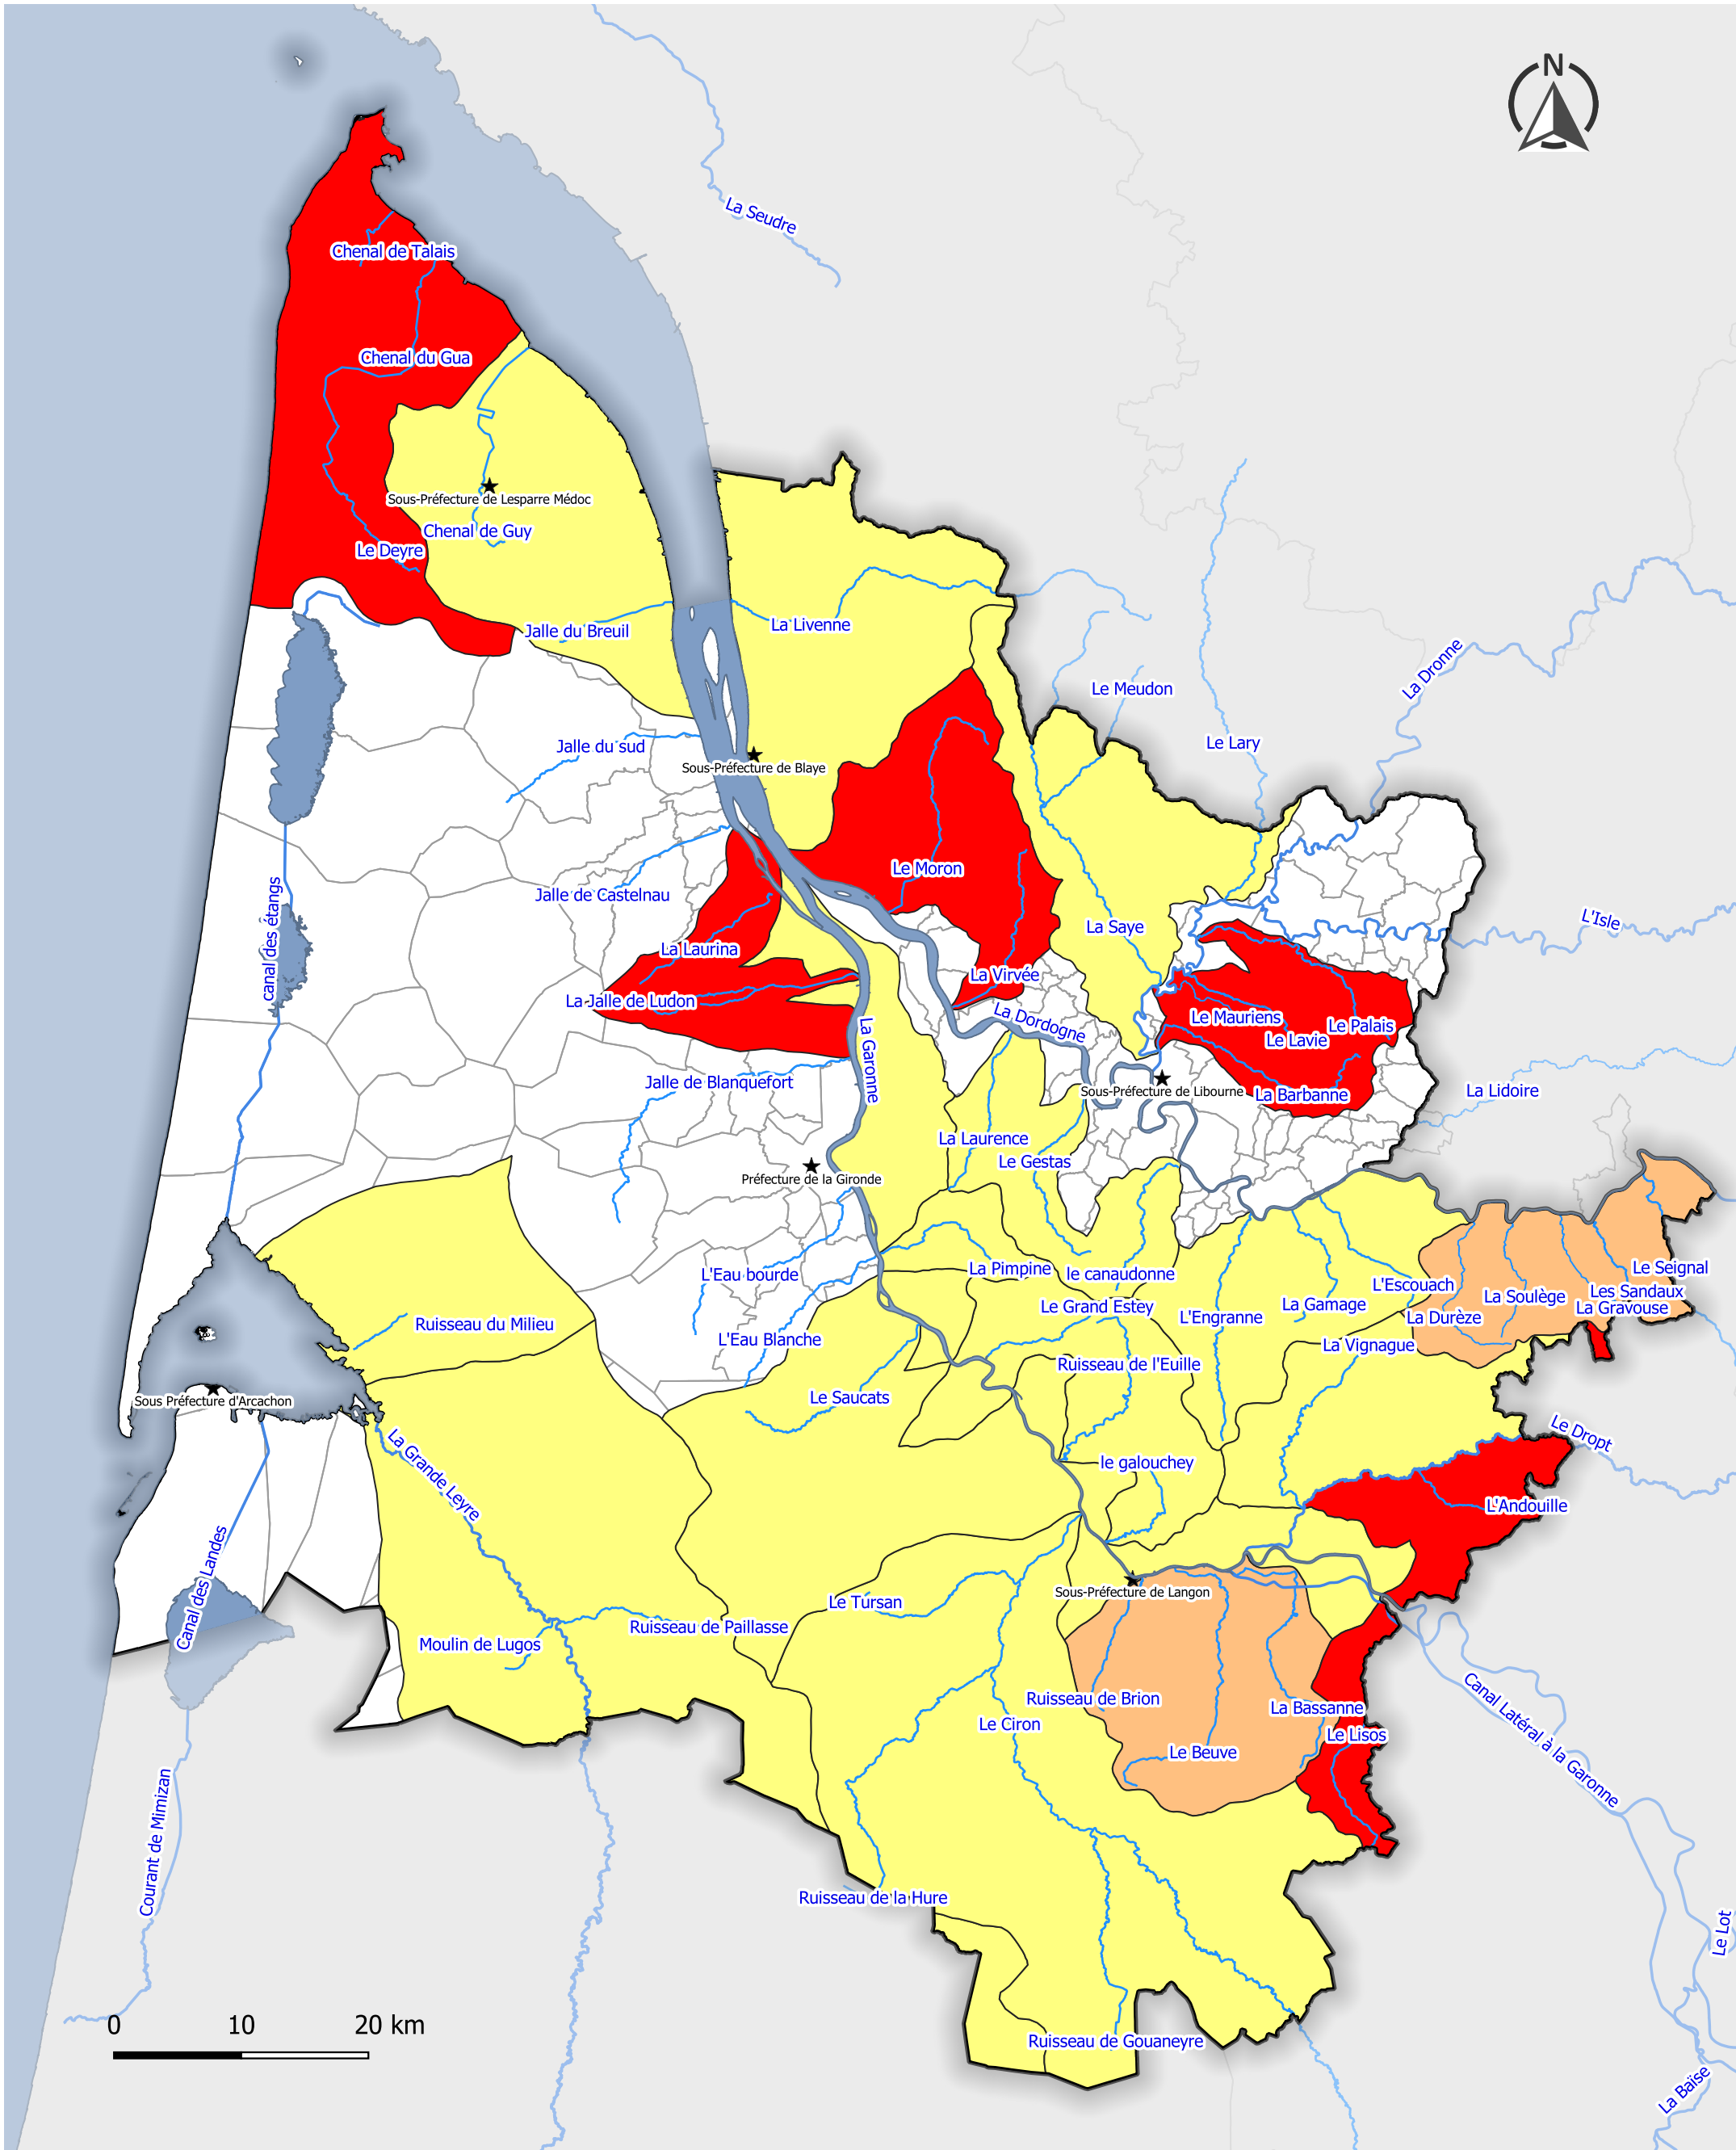 N
La Seudre
Chenal de Talais
Chenal du Gua
Sous-Préfecture de Lesparre Médoc
Chenal de Guy
Le Deyre
Jalle du Breuil
La Livenne
La Dronne
Le Meudon
Le Lary
Jalle du sud
Sous-Préfecture de Blaye
Le Moron
Jalle de Castelnau
canal des étangs
La Saye
L'Isle
La Laurina
La Virvée
La Jalle de Ludon
La Dordogne
Le Mauriens
Le Palais
Le Lavie
La Garonne
Jalle de Blanquefort
Sous-Préfecture de Libourne
La Barbanne
La Lidoire
La Laurence
Le Gestas
Préfecture de la Gironde
La Pimpine
L'Eau bourde
le canaudonne
Le Seignal
L'Escouach
Les Sandaux
La Soulège
La Gamage
Le Grand Estey
La Gravouse
L'Engranne
La Durèze
Ruisseau du Milieu
L'Eau Blanche
La Vignague
Ruisseau de l'Euille
Le Saucats
Sous Préfecture d'Arcachon
Le Dropt
La Grande Leyre
le galouchey
L'Andouille
Canal des Landes
Sous-Préfecture de Langon
Le Tursan
Ruisseau de Paillasse
Moulin de Lugos
Ruisseau de Brion
La Bassanne
Le Ciron
Le Lisos
Canal Latéral à la Garonne
Le Beuve
Courant de Mimizan
Ruisseau de la Hure
Le Lot
0 10 20 km
Ruisseau de Gouaneyre
La Baïse